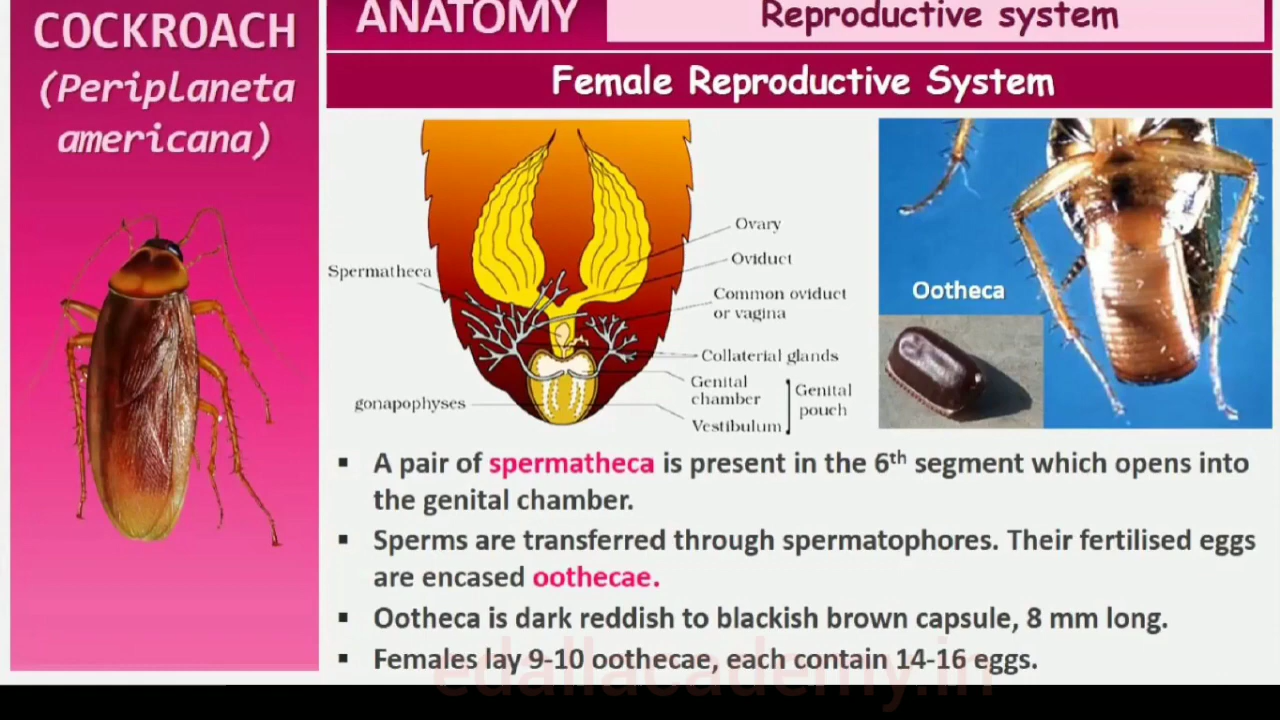 COCKROACH
(Periplaneta
americana)
ANATOMY
Reproductive system
Female Reproductive System
Spermatheca
gonapophyses
Ovary
Oviduct
Common oviduct
or vagina
Collaterial glands
Genital
chamber
Vestibulum
Genital
pouch
Ootheca
▪ A pair of spermatheca is present in the 6th segment which opens into
the genital chamber.
▪ Sperms are transferred through spermatophores. Their fertilised eggs
are encased oothecae.
▪ Ootheca is dark reddish to blackish brown capsule, 8 mm long.
▪ Females lay 9-10 oothecae, each contain 14-16 eggs.
edallacademy.in